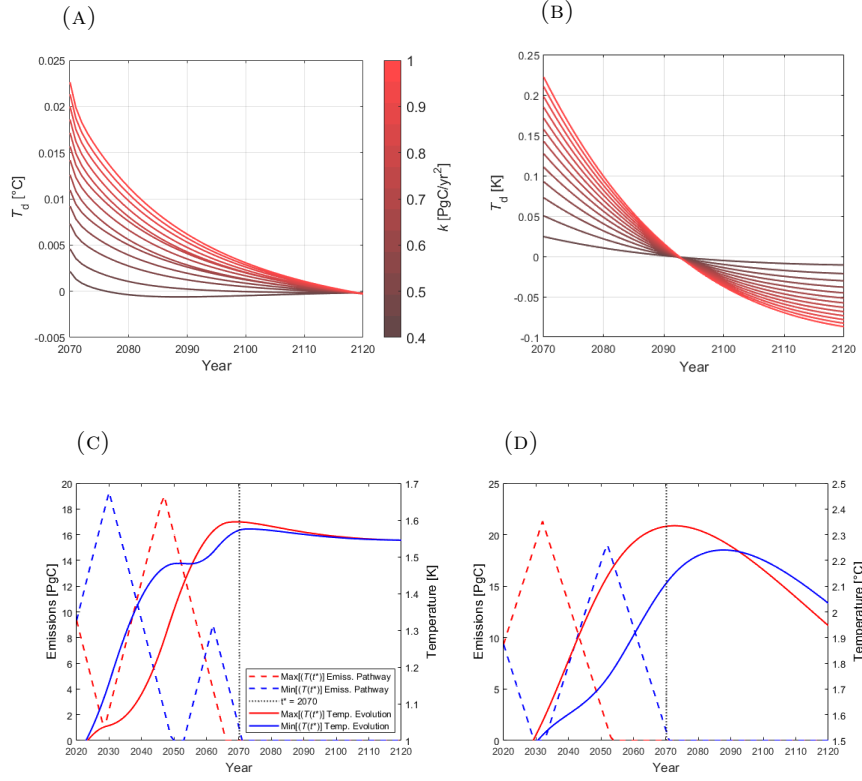 (A)
(B)
0.025
0.02
0.015
0.01
0.005
0
-0.005
T_d [°C]
2070 2080 2090 2100 2110 2120
Year
1
0.9
0.8
0.7
0.6
0.5
0.4
k [PgC/yr²]
0.25
0.2
0.15
0.1
0.05
0
-0.05
-0.1
T_d [K]
2070 2080 2090 2100 2110 2120
Year
(C)
(D)
20
18
16
14
12
10
8
6
4
2
0
Emissions [PgC]
2020 2030 2040 2050 2060 2070 2080 2090 2100 2110 2120
Year
1.7
1.6
1.5
1.4
1.3
1.2
1.1
1
Temperature [K]
Max[(T(t*)] Emiss. Pathway
Min[(T(t*)] Emiss. Pathway
t* = 2070
Max[(T(t*)] Temp. Evolution
Min[(T(t*)] Temp. Evolution
25
20
15
10
5
0
Emissions [PgC]
2020 2030 2040 2050 2060 2070 2080 2090 2100 2110 2120
Year
2.5
2.4
2.3
2.2
2.1
2
1.9
1.8
1.7
1.6
1.5
Temperature [°C]